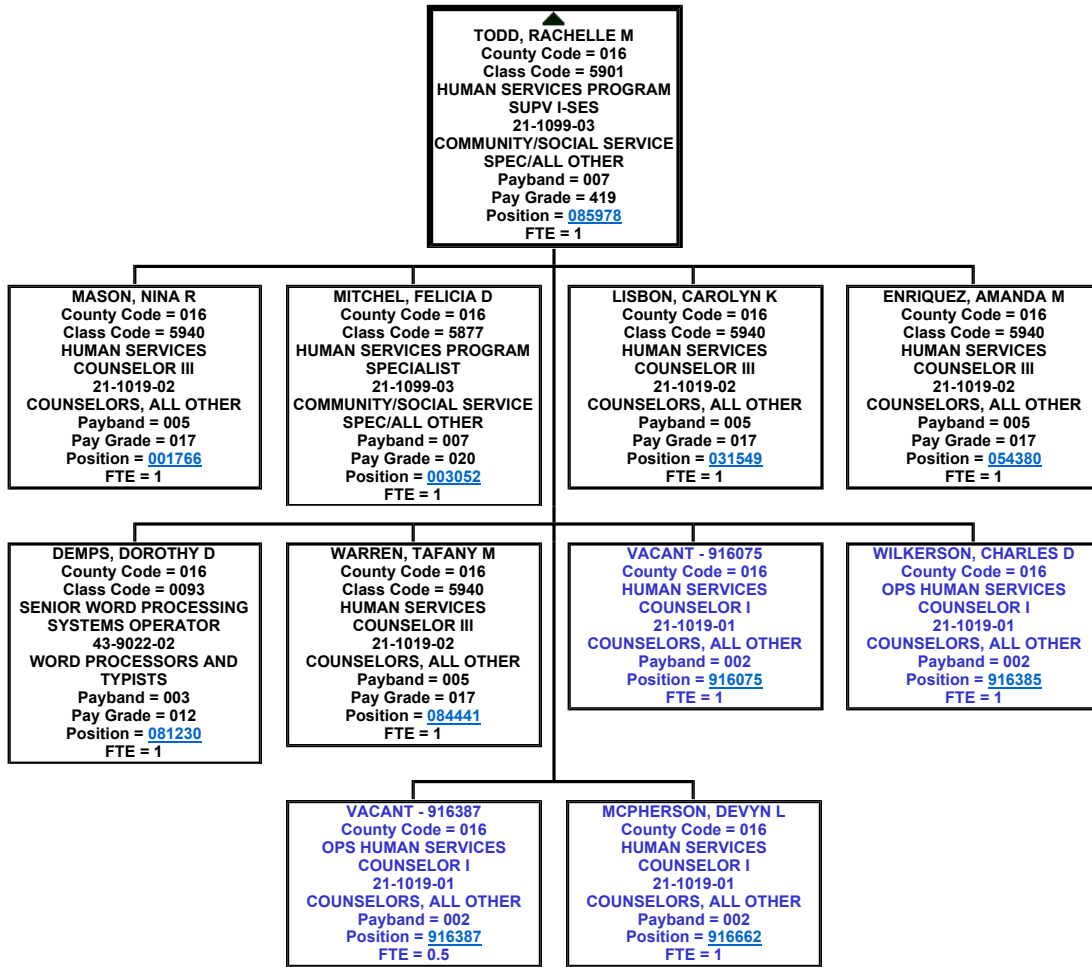 TODD, RACHELLE M
County Code = 016
Class Code = 5901
HUMAN SERVICES PROGRAM
SUPV I-SES
21-1099-03
COMMUNITY/SOCIAL SERVICE
SPEC/ALL OTHER
Payband = 007
Pay Grade = 419
Position = 085978
FTE = 1
MASON, NINA R
County Code = 016
Class Code = 5940
HUMAN SERVICES
COUNSELOR III
21-1019-02
COUNSELORS, ALL OTHER
Payband = 005
Pay Grade = 017
Position = 001766
FTE = 1
MITCHEL, FELICIA D
County Code = 016
Class Code = 5877
HUMAN SERVICES PROGRAM
SPECIALIST
21-1099-03
COMMUNITY/SOCIAL SERVICE
SPEC/ALL OTHER
Payband = 007
Pay Grade = 020
Position = 003052
FTE = 1
LISBON, CAROLYN K
County Code = 016
Class Code = 5940
HUMAN SERVICES
COUNSELOR III
21-1019-02
COUNSELORS, ALL OTHER
Payband = 005
Pay Grade = 017
Position = 031549
FTE = 1
ENRIQUEZ, AMANDA M
County Code = 016
Class Code = 5940
HUMAN SERVICES
COUNSELOR III
21-1019-02
COUNSELORS, ALL OTHER
Payband = 005
Pay Grade = 017
Position = 054380
FTE = 1
DEMPS, DOROTHY D
County Code = 016
Class Code = 0093
SENIOR WORD PROCESSING
SYSTEMS OPERATOR
43-9022-02
WORD PROCESSORS AND
TYPISTS
Payband = 003
Pay Grade = 012
Position = 081230
FTE = 1
WARREN, TAFANY M
County Code = 016
Class Code = 5940
HUMAN SERVICES
COUNSELOR III
21-1019-02
COUNSELORS, ALL OTHER
Payband = 005
Pay Grade = 017
Position = 084441
FTE = 1
VACANT - 916075
County Code = 016
HUMAN SERVICES
COUNSELOR I
21-1019-01
COUNSELORS, ALL OTHER
Payband = 002
Position = 916075
FTE = 1
WILKERSON, CHARLES D
County Code = 016
OPS HUMAN SERVICES
COUNSELOR I
21-1019-01
COUNSELORS, ALL OTHER
Payband = 002
Position = 916385
FTE = 1
VACANT - 916387
County Code = 016
OPS HUMAN SERVICES
COUNSELOR I
21-1019-01
COUNSELORS, ALL OTHER
Payband = 002
Position = 916387
FTE = 0.5
MCPHERSON, DEVYN L
County Code = 016
HUMAN SERVICES
COUNSELOR I
21-1019-01
COUNSELORS, ALL OTHER
Payband = 002
Position = 916662
FTE = 1